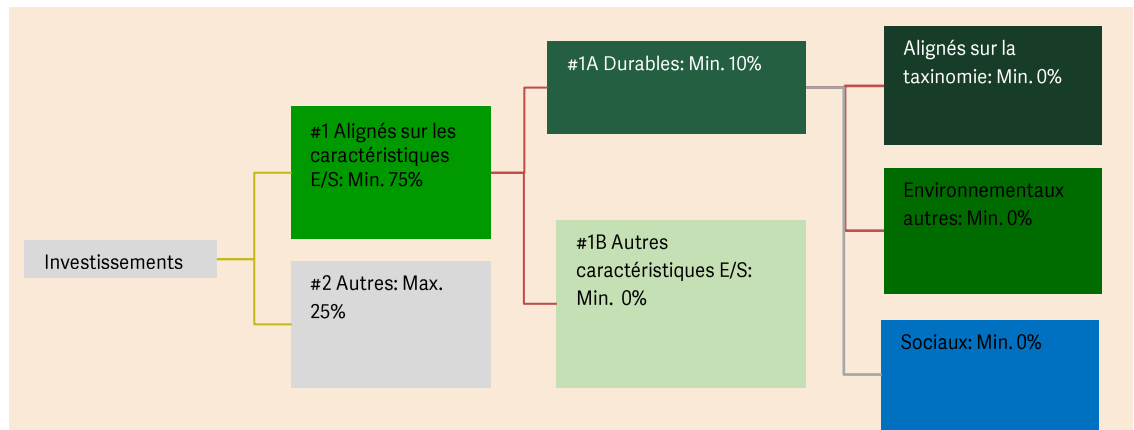 Investissements
#1 Alignés sur les
caractéristiques
E/S: Min. 75%
#2 Autres: Max.
25%
#1A Durables: Min. 10%
#1B Autres
caractéristiques E/S:
Min.  0%
Alignés sur la
taxinomie: Min. 0%
Environnementaux
autres: Min. 0%
Sociaux: Min. 0%